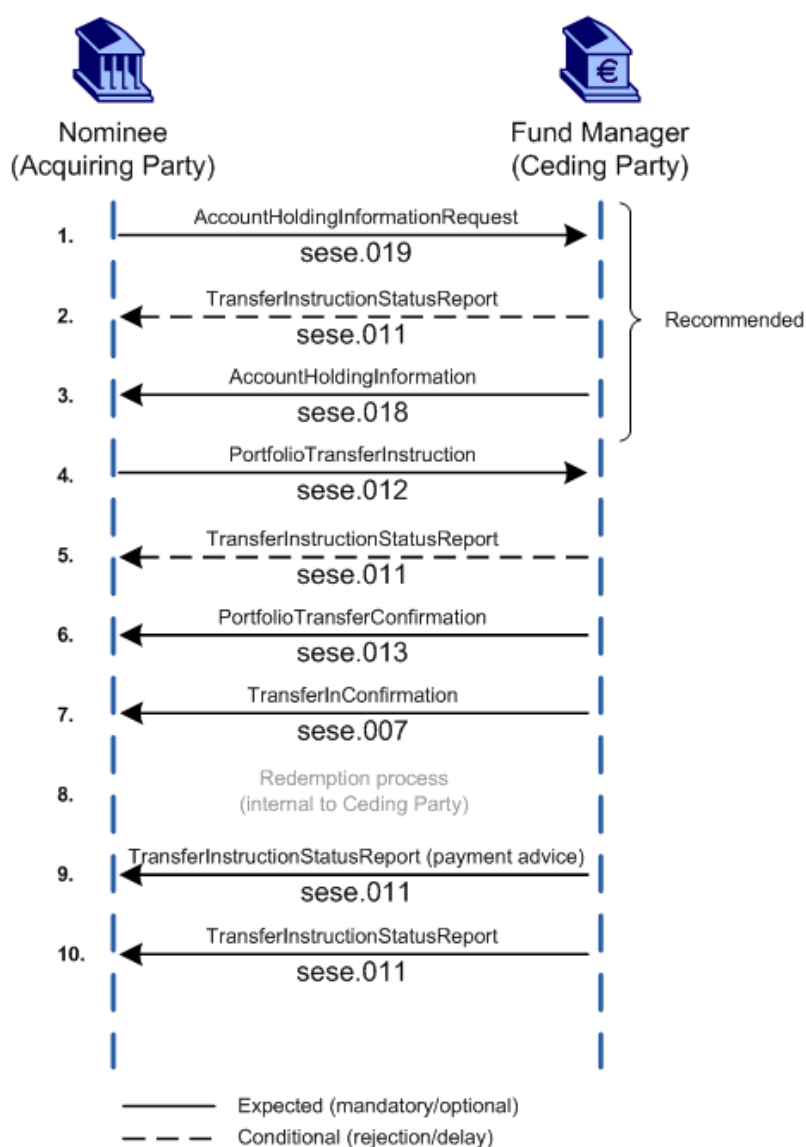 €
Nominee
(Acquiring Party)
Fund Manager
(Ceding Party)
1.
AccountHoldingInformationRequest
sese.019
2.
TransferInstructionStatusReport
sese.011
Recommended
3.
AccountHoldingInformation
sese.018
4.
PortfolioTransferInstruction
sese.012
5.
TransferInstructionStatusReport
sese.011
6.
PortfolioTransferConfirmation
sese.013
7.
TransferInConfirmation
sese.007
8.
Redemption process
(internal to Ceding Party)
9.
TransferInstructionStatusReport (payment advice)
sese.011
10.
TransferInstructionStatusReport
sese.011
Expected (mandatory/optional)
Conditional (rejection/delay)